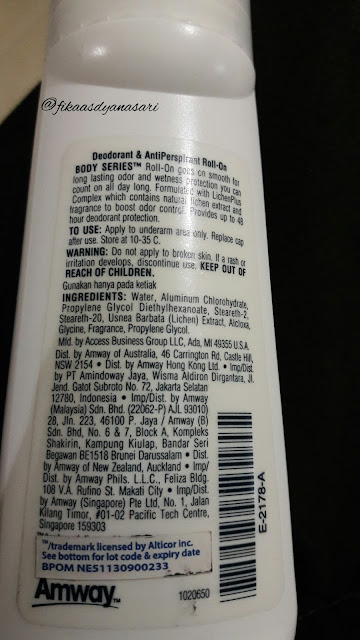 @fikaasdyanasari
Deodorant & AntiPerspirant Roll-On
BODY SERIES™ Roll-On goes on smooth for
long lasting odor and wetness protection you can
count on all day long. Formulated with LichenPlus
Complex which contains natural lichen extract and
fragrance to boost odor control. Provides up to 48
hour deodorant protection.
TO USE: Apply to underarm area only. Replace cap
after use. Store at 10-35 C.
WARNING: Do not apply to broken skin. If a rash or
irritation develops, discontinue use. KEEP OUT OF
REACH OF CHILDREN.
Gunakan hanya pada ketiak
INGREDIENTS: Water, Aluminum Chlorohydrate,
Propylene Glycol Diethylhexanoate, Steareth-2,
Steareth-20, Usnea Barbata (Lichen) Extract, Alcloxa,
Glycine, Fragrance, Propylene Glycol.
Mfd. by Access Business Group LLC, Ada, MI 49355 U.S.A.
Dist. by Amway of Australia, 46 Carrington Rd, Castle Hill,
NSW 2154 • Dist. by Amway Hong Kong Ltd. • Imp/Dist.
by PT Amindoway Jaya, Wisma Aldiron Dirgantara, Jl.
Jend. Gatot Subroto No. 72, Jakarta Selatan
12780, Indonesia • Imp/Dist. by Amway
(Malaysia) Sdn. Bhd. (22062-P) AJL 93010)
28, Jln. 223, 46100 P. Jaya / Amway (B)
Sdn. Bhd, No. 6 & 7, Block A, Kompleks
Shakirin, Kampung Kiulap, Bandar Seri
Begawan BE1518 Brunei Darussalam • Dist.
by Amway of New Zealand, Auckland • Imp/
Dist. by Amway Phils. L.L.C., Feliza Bldg.
108 V.A. Rufino St. Makati City • Imp/Dist.
by Amway (Singapore) Pte Ltd, No. 1, Jalan
Kilang Timor, #01-02 Pacific Tech Centre,
Singapore 159303
E-2178-A
™/trademark licensed by Alticor inc.
See bottom for lot code & expiry date
BPOM NES1130900233
Amway™
1020650